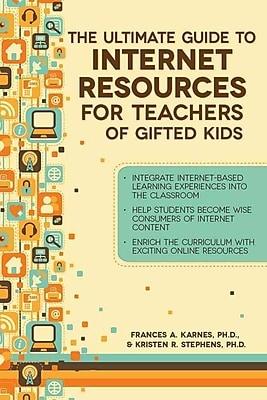 THE ULTIMATE GUIDE TO
INTERNET
RESOURCES
FOR TEACHERS
OF GIFTED KIDS
• INTEGRATE INTERNET-BASED
LEARNING EXPERIENCES INTO
THE CLASSROOM
• HELP STUDENTS BECOME WISE
CONSUMERS OF INTERNET
CONTENT
• ENRICH THE CURRICULUM WITH
EXCITING ONLINE RESOURCES
FRANCES A. KARNES, PH.D.,
& KRISTEN R. STEPHENS, PH.D.